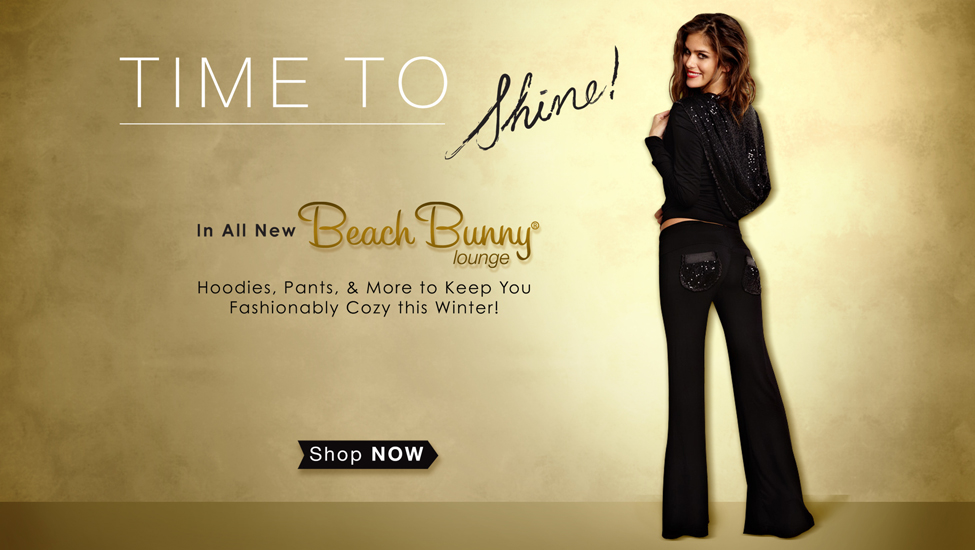 TIME TO Shine!
In All New Beach Bunny®
lounge
Hoodies, Pants, & More to Keep You
Fashionably Cozy this Winter!
Shop NOW